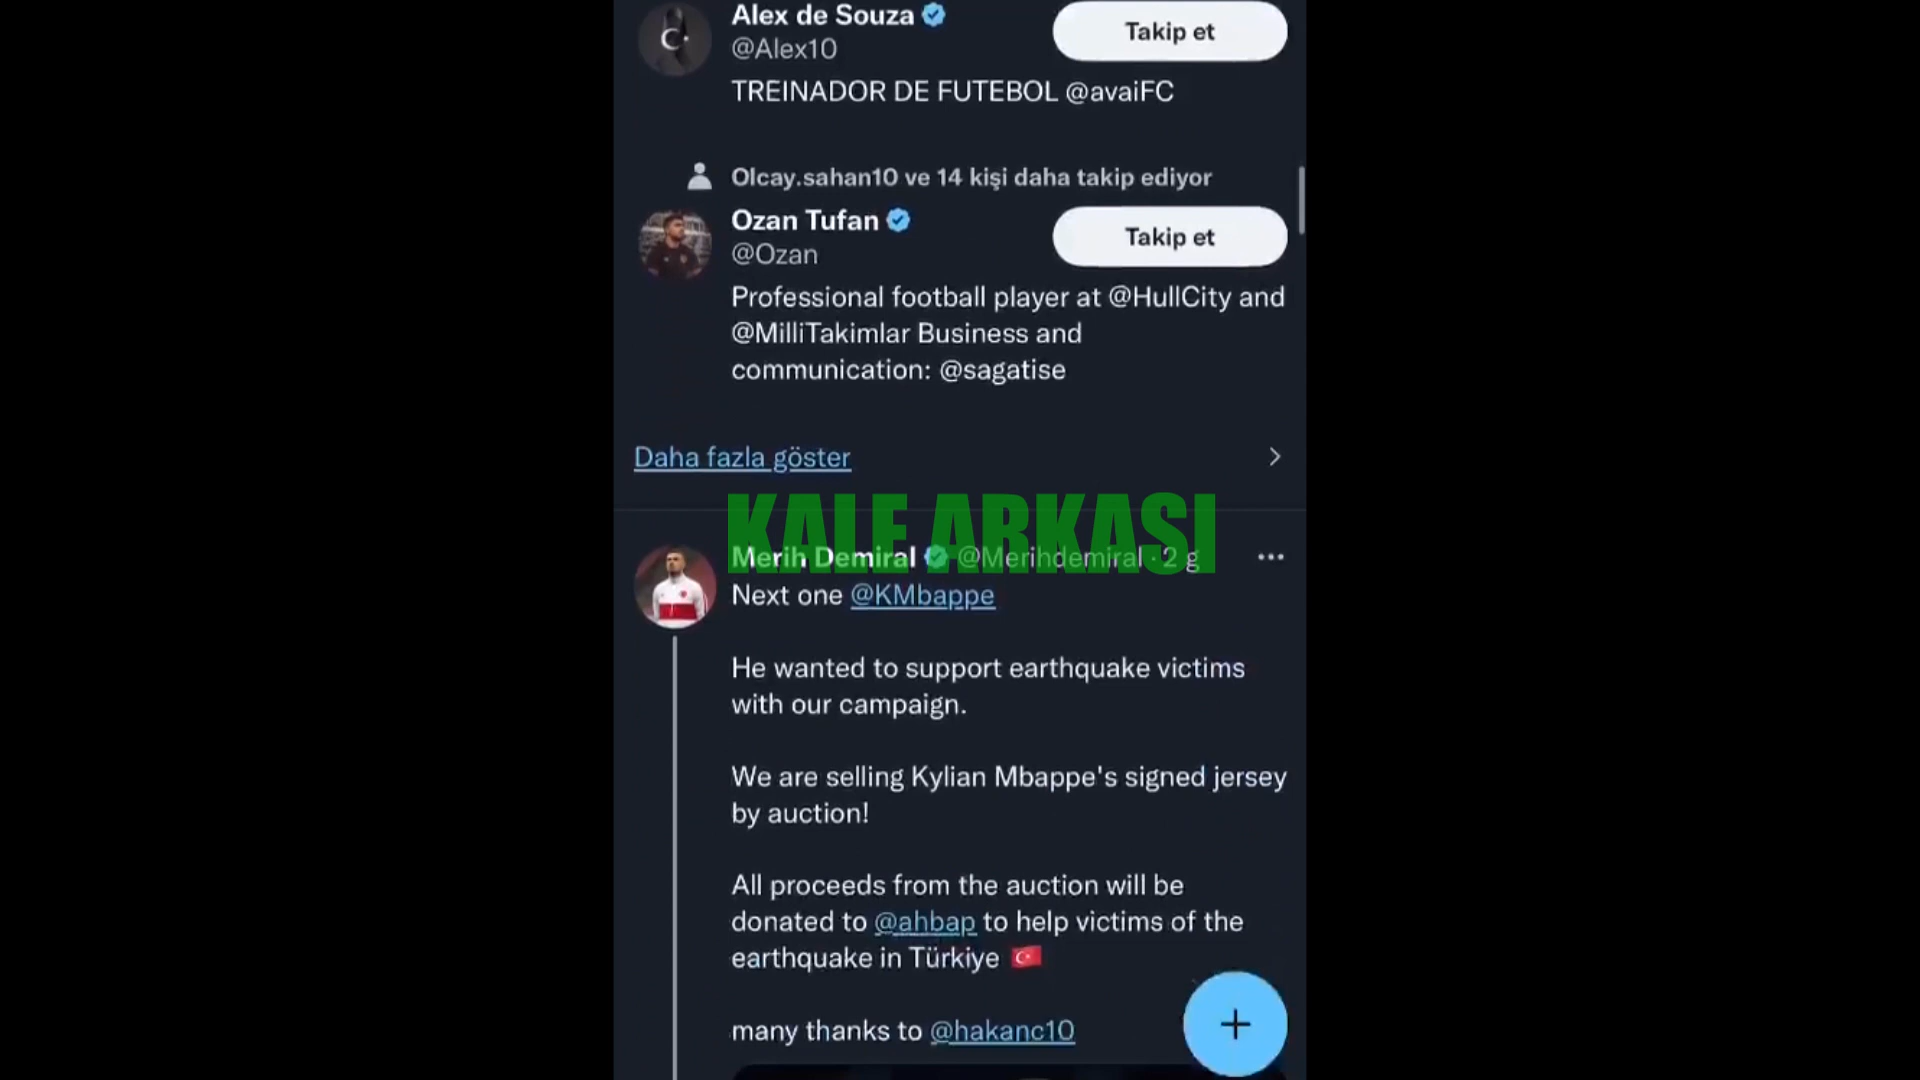 Alex de Souza
Takip et
@Alex10
TREINADOR DE FUTEBOL @avaiFC
Olcay.sahan10 ve 14 kişi daha takip ediyor
Ozan Tufan
Takip et
@Ozan
Professional football player at @HullCity and
@MilliTakimlar Business and
communication: @sagatise
Daha fazla göster
KALE ARKASI
Merih Demiral @Merihdemiral · 2 g
Next one @KMbappe
He wanted to support earthquake victims
with our campaign.
We are selling Kylian Mbappe's signed jersey
by auction!
All proceeds from the auction will be
donated to @ahbap to help victims of the
earthquake in Türkiye
many thanks to @hakanc10